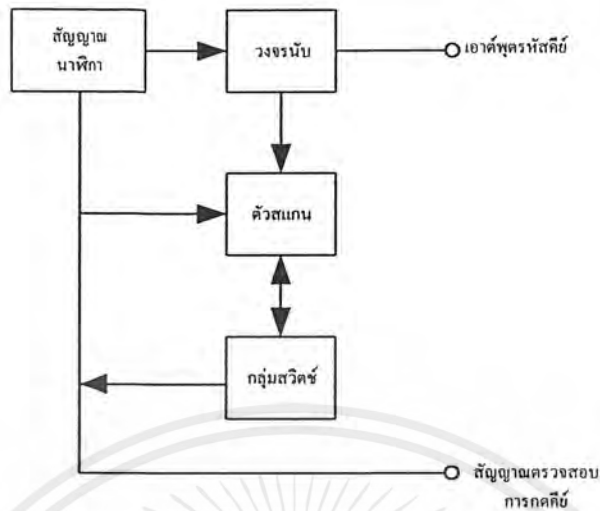 สัญญาณ
นาฬิกา
วงจรนับ
เอาต์พุตรหัสคีย์
ตัวสแกน
กลุ่มสวิตช์
สัญญาณตรวจสอบ
การกดคีย์